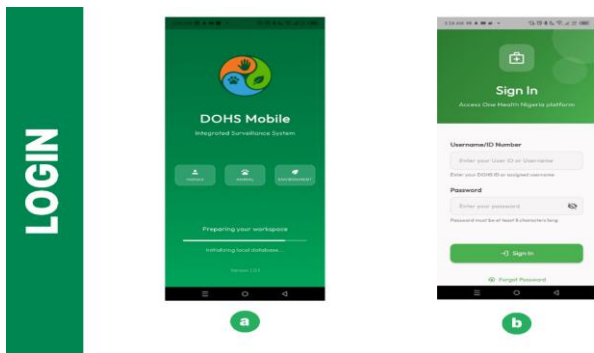 LOGIN
DOHS Mobile
Integrated Surveillance System
HUMAN
ANIMAL
ENVIRONMENT
Preparing your workspace
Initializing local database...
a
Sign In
Access One Health Nigeria platform
Username/ID Number
Enter your User ID or Username
Enter your DOHS ID or assigned username
Password
Enter your password
Password must be at least 8 characters long
Sign In
Forgot Password
b